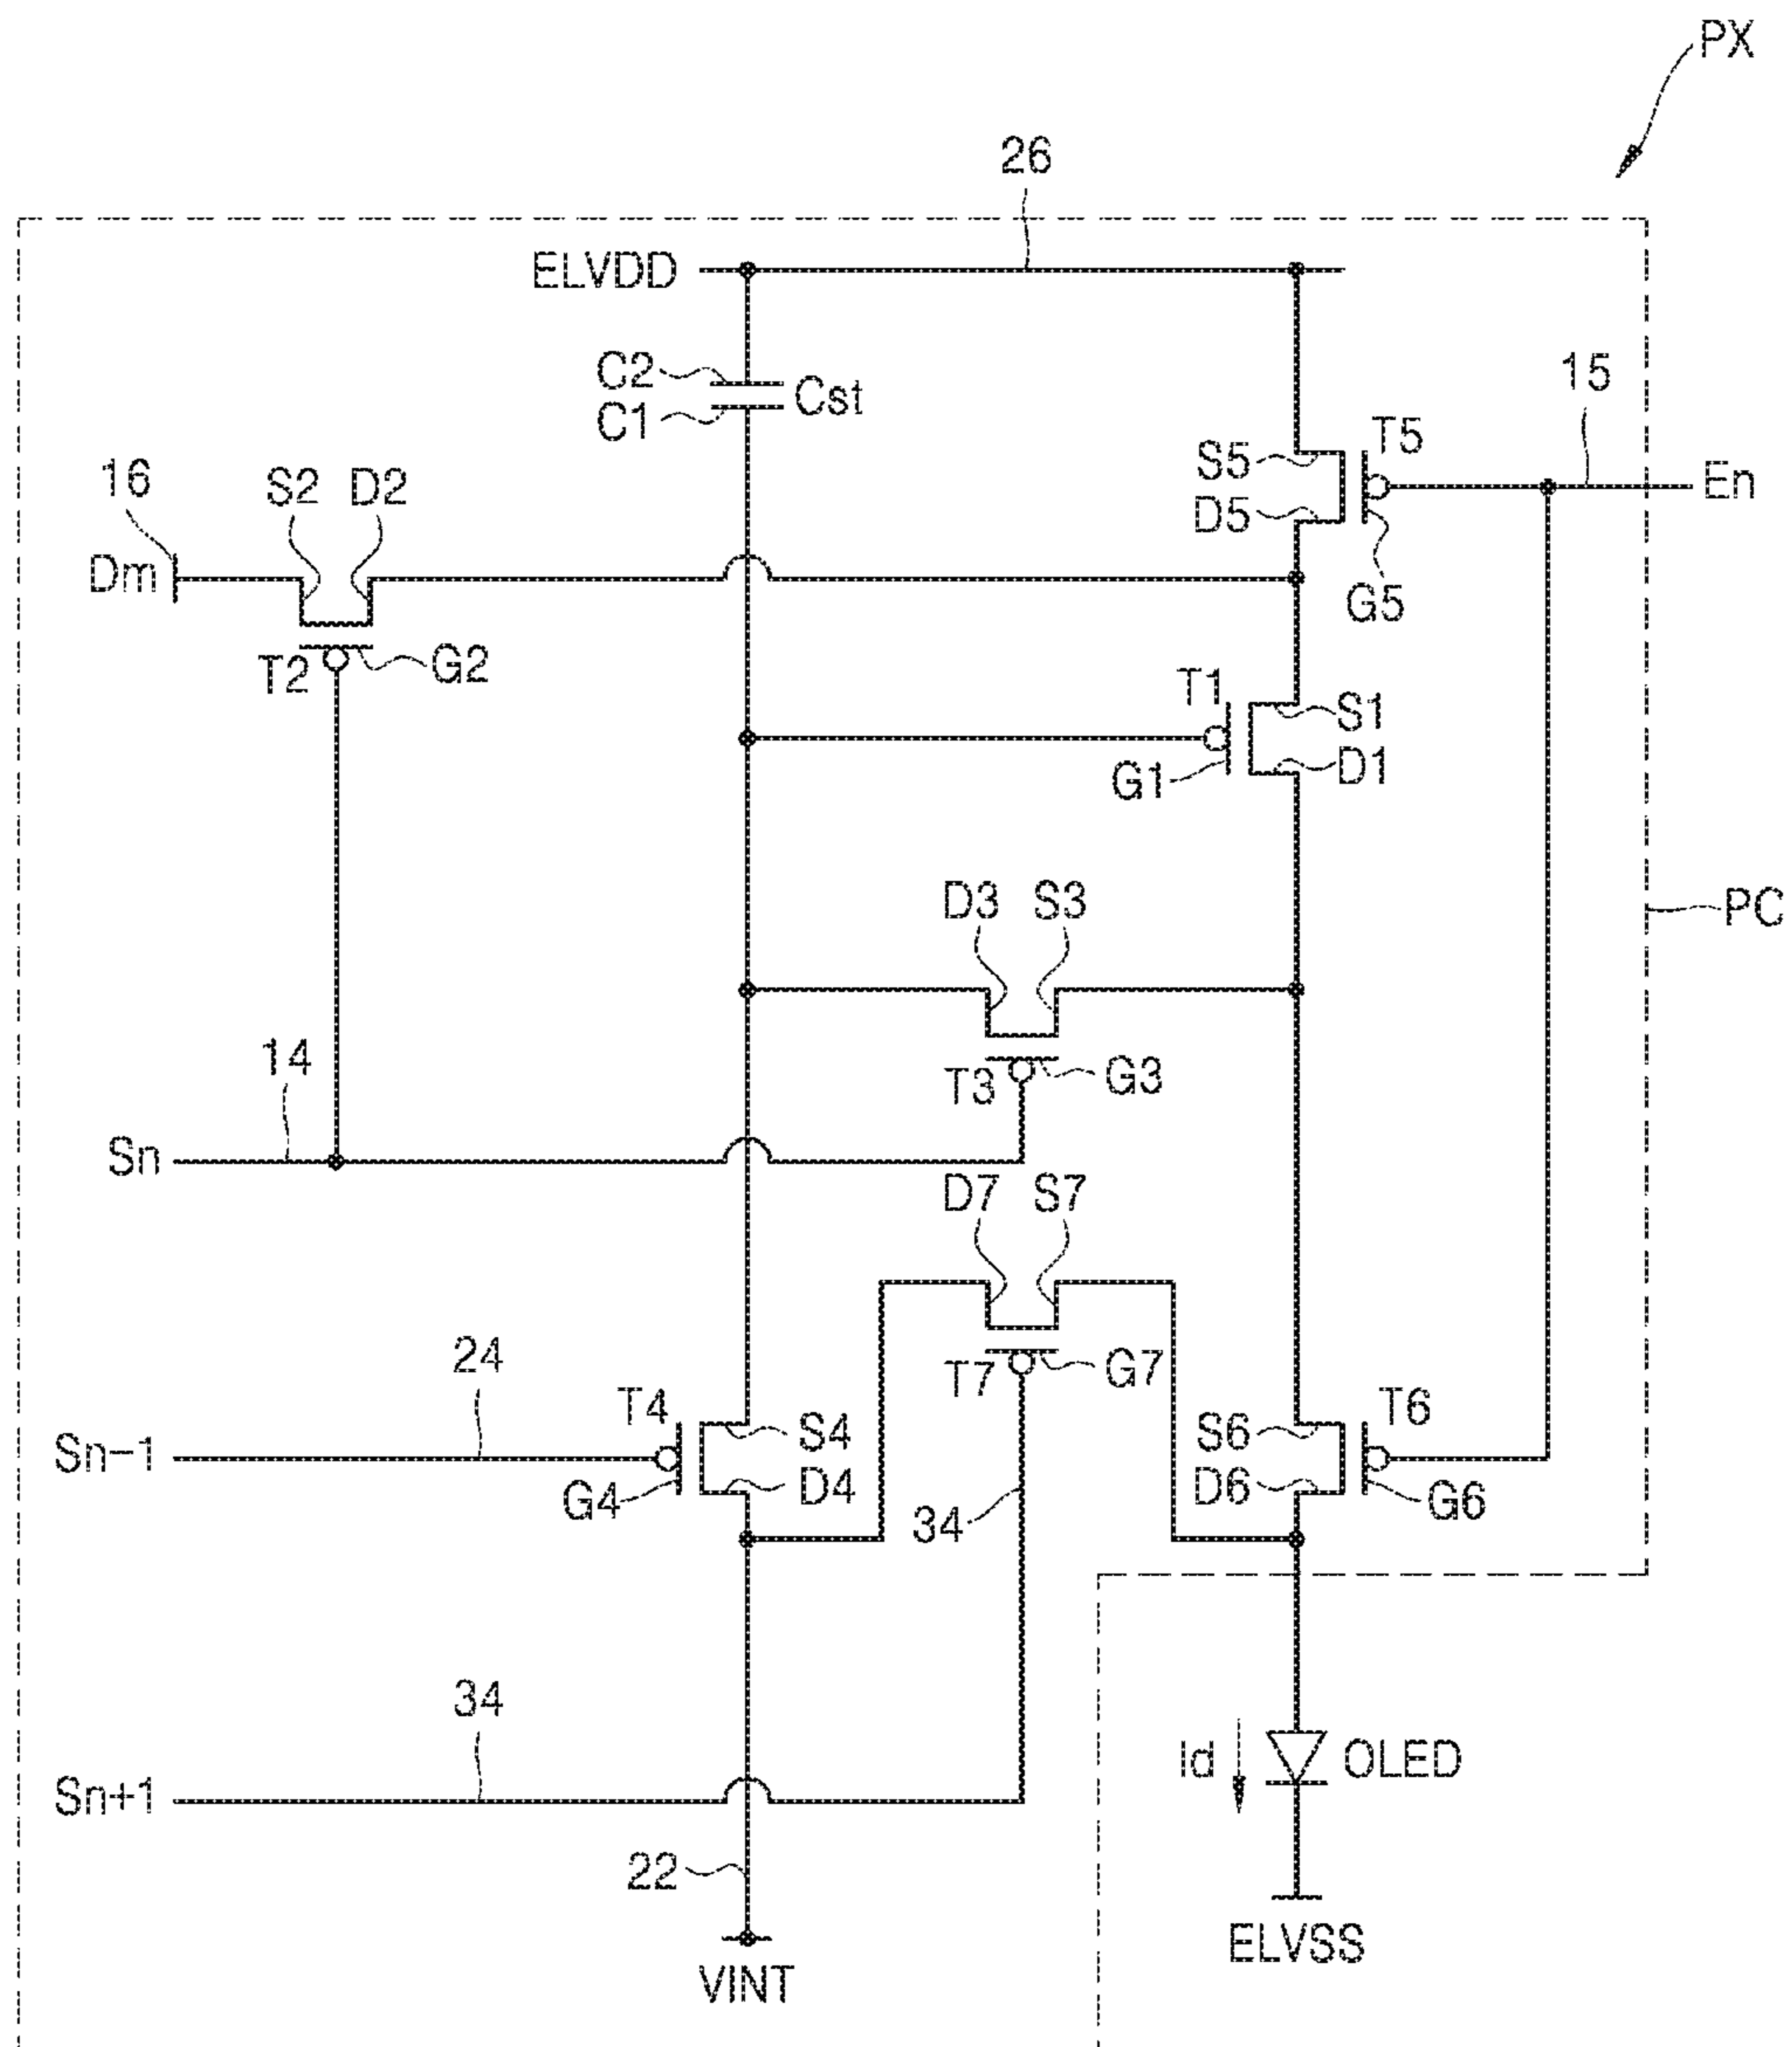 PX
26
ELVDD
C2
Cst
C1
15
T5
S5
En
D5
16
S2 D2
Dm
G5
T2
G2
T1
S1
G1
D1
D3 S3
PC
14
T3
G3
Sn
D7 S7
24
T7
G7
T4
S4
S6
T6
Sn-1
G4
D4
34
D6
G6
34
Id
OLED
Sn+1
22
ELVSS
VINT